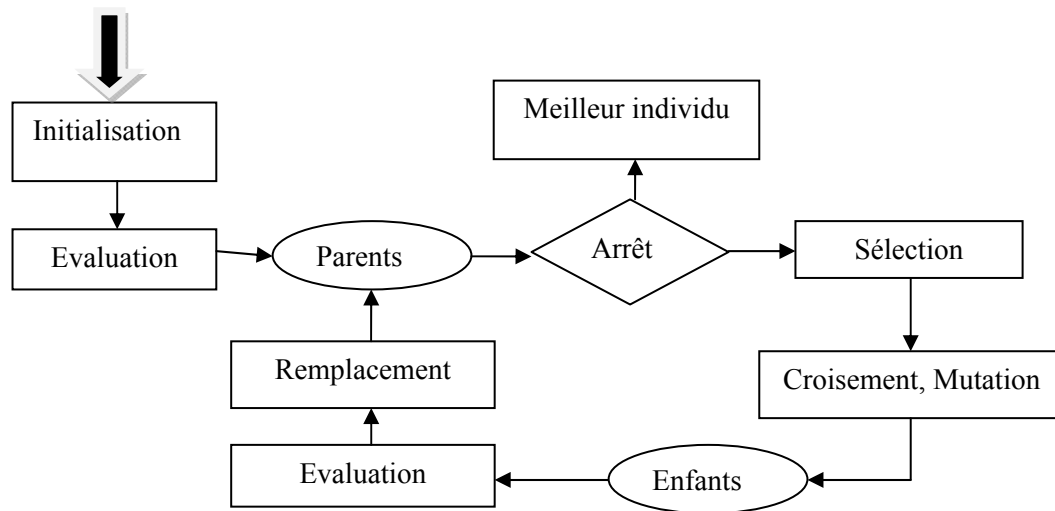 Meilleur individu
Initialisation
Evaluation
Parents
Arrêt
Sélection
Remplacement
Croisement, Mutation
Evaluation
Enfants